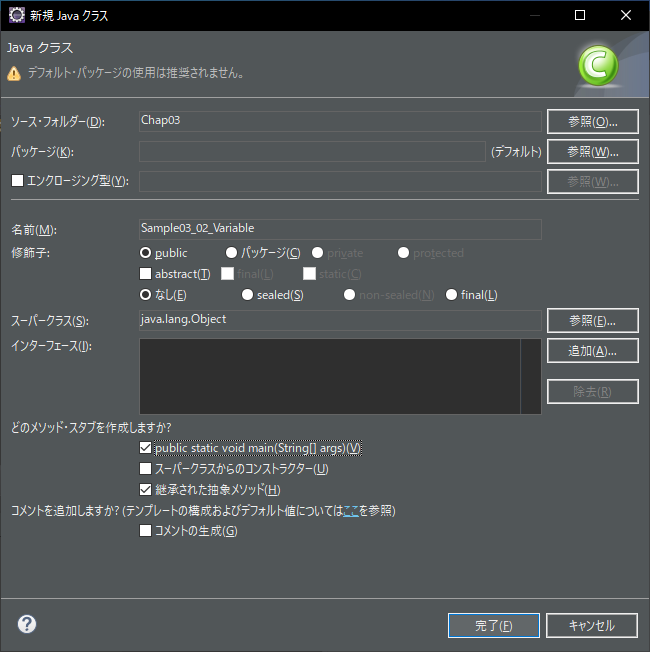 新規 Java クラス
Java クラス
デフォルト・パッケージの使用は推奨されません。
ソース・フォルダー(D): Chap03 参照(O)...
パッケージ(K): (デフォルト) 参照(W)...
エンクロージング型(Y): 参照(W)...
名前(M): Sample03_02_Variable
修飾子: public パッケージ(C) private protected
abstract(T) final(L) static(C)
なし(E) sealed(S) non-sealed(N) final(L)
スーパークラス(S): java.lang.Object 参照(E)...
インターフェース(I): 追加(A)...
除去(R)
どのメソッド・スタブを作成しますか?
public static void main(String[] args)(V)
スーパークラスからのコンストラクター(U)
継承された抽象メソッド(H)
コメントを追加しますか? (テンプレートの構成およびデフォルト値についてはここを参照)
コメントの生成(G)
?
完了(F) キャンセル